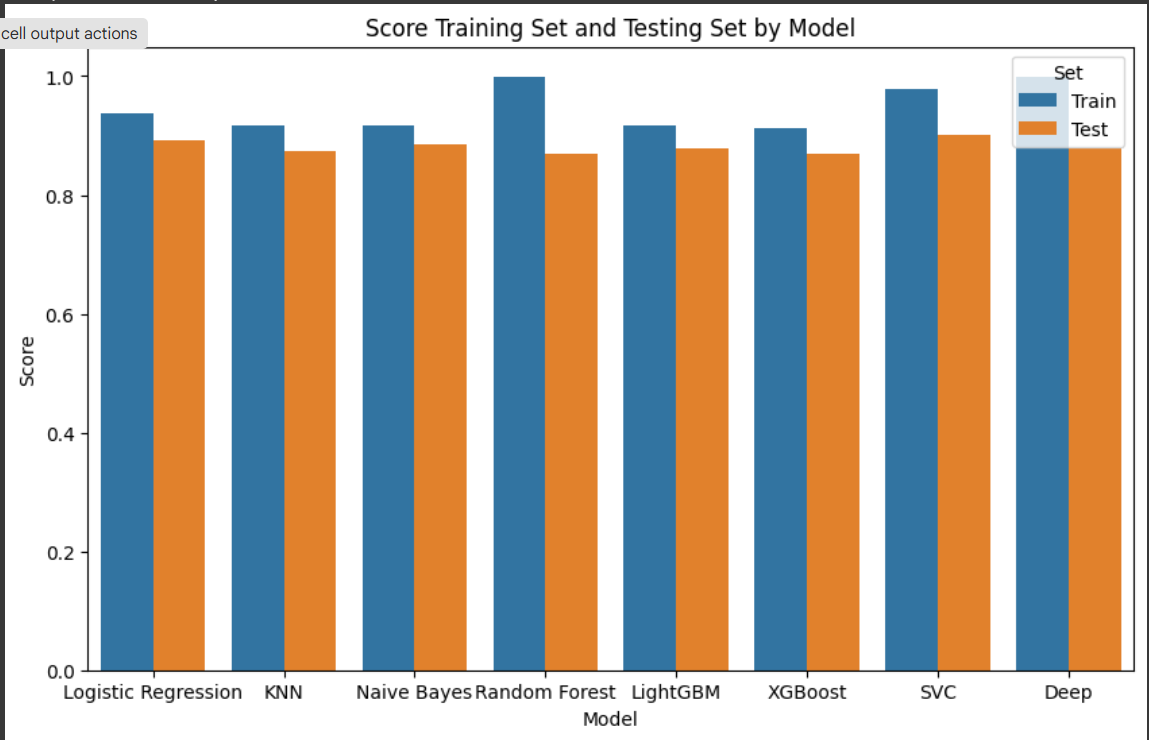 cell output actions
Score Training Set and Testing Set by Model
Set
Train
Test
1.0
0.8
0.6
0.4
0.2
0.0
Score
Logistic Regression KNN Naive Bayes Random Forest LightGBM XGBoost SVC Deep
Model